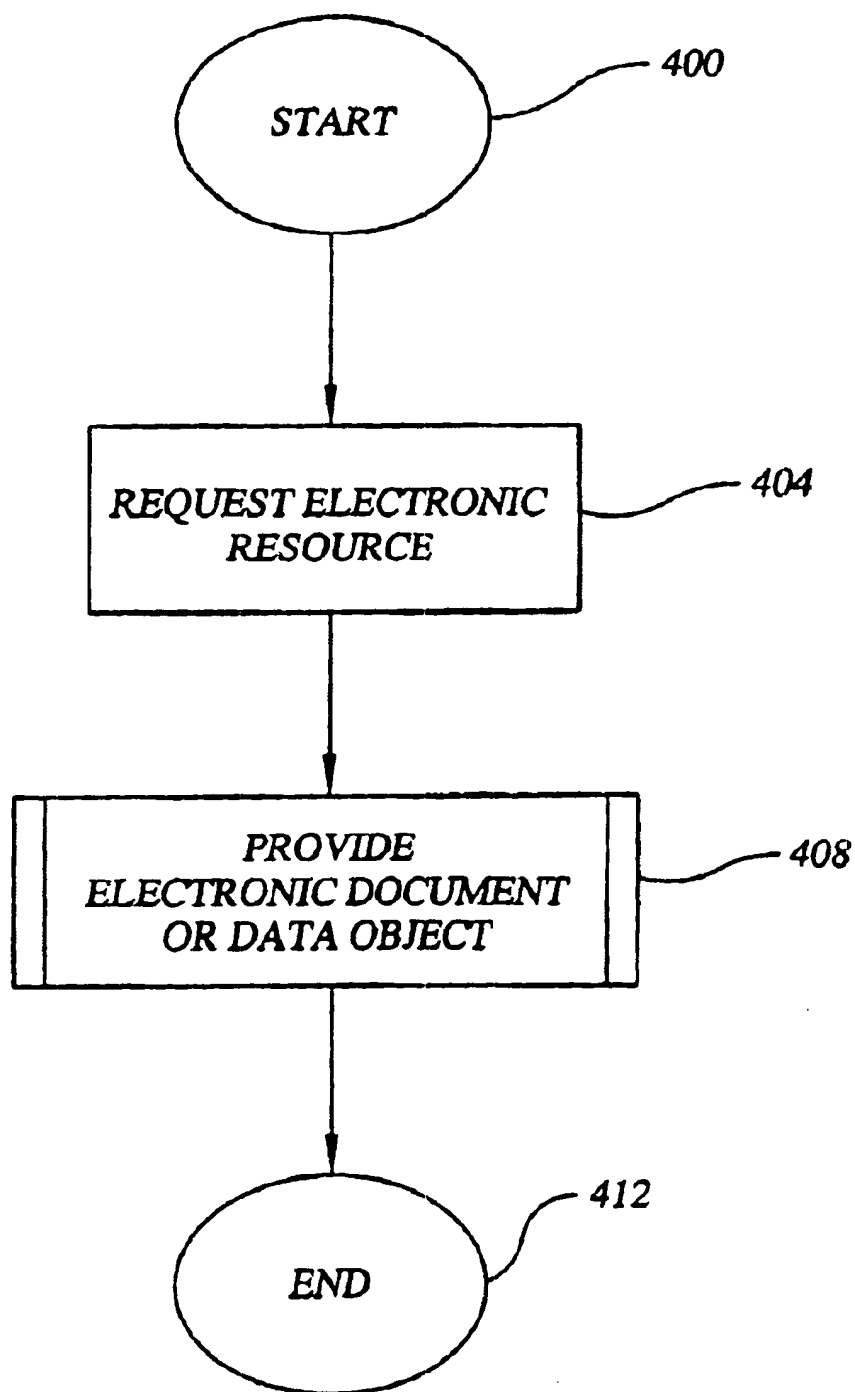 START
400
REQUEST ELECTRONIC
RESOURCE
404
PROVIDE
ELECTRONIC DOCUMENT
OR DATA OBJECT
408
END
412